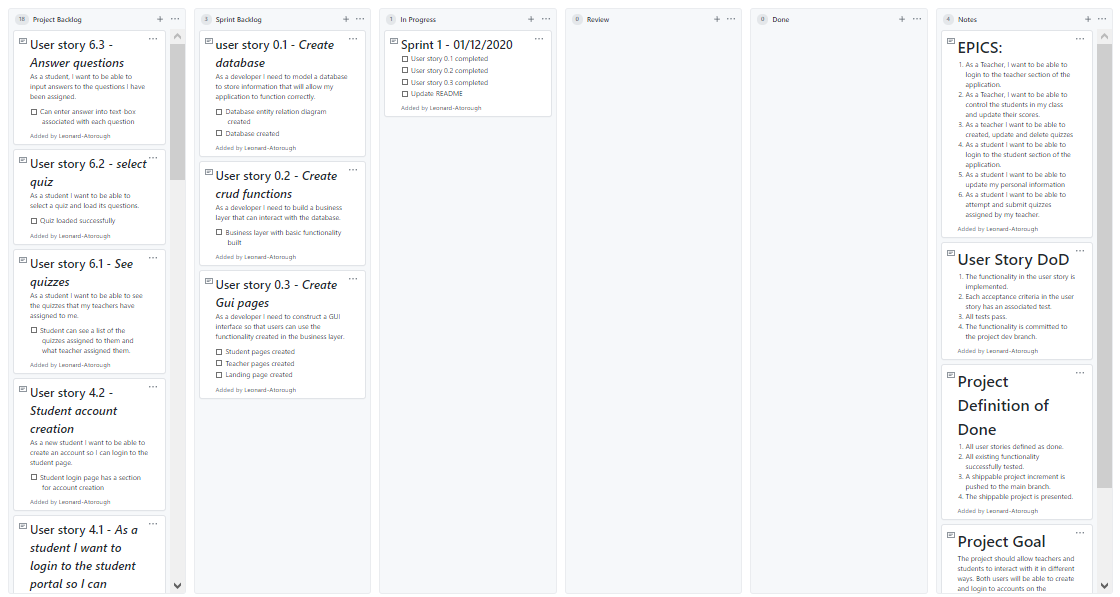 18 Project Backlog
User story 6.3 -
Answer questions
As a student, I want to be able to
input answers to the questions I have
been assigned.
Can enter answer into text-box
associated with each question
Added by Leonard-Atorough
User story 6.2 - select
quiz
As a student I want to be able to
select a quiz and load its questions.
Quiz loaded successfully
Added by Leonard-Atorough
User story 6.1 - See
quizzes
As a student I want to be able to see
the quizzes that my teachers have
assigned to me.
Student can see a list of the
quizzes assigned to them and
what teacher assigned them.
Added by Leonard-Atorough
User story 4.2 -
Student account
creation
As a new student I want to be able to
create an account so I can login to the
student page.
Student login page has a section
for account creation
Added by Leonard-Atorough
User story 4.1 - As a
student I want to
login to the student
portal so I can
3 Sprint Backlog
user story 0.1 - Create
database
As a developer I need to model a database
to store information that will allow my
application to function correctly.
Database entity relation diagram
created
Database created
Added by Leonard-Atorough
User story 0.2 - Create
crud functions
As a developer I need to build a business
layer that can interact with the database.
Business layer with basic functionality
built
Added by Leonard-Atorough
User story 0.3 - Create
Gui pages
As a developer I need to construct a GUI
interface so that users can use the
functionality created in the business layer.
Student pages created
Teacher pages created
Landing page created
Added by Leonard-Atorough
1 In Progress
Sprint 1 - 01/12/2020
User story 0.1 completed
User story 0.2 completed
User story 0.3 completed
Update README
Added by Leonard-Atorough
0 Review
0 Done
4 Notes
EPICS:
1. As a Teacher, I want to be able to
login to the teacher section of the
application.
2. As a Teacher, I want to be able to
control the students in my class
and update their scores.
3. As a teacher I want to be able to
created, update and delete quizzes
4. As a student I want to be able to
login to the student section of the
application.
5. As a student I want to be able to
update my personal information
6. As a student I want to be able to
attempt and submit quizzes
assigned by my teacher.
Added by Leonard-Atorough
User Story DoD
1. The functionality in the user story is
implemented.
2. Each acceptance criteria in the user
story has an associated test.
3. All tests pass.
4. The functionality is committed to
the project dev branch.
Added by Leonard-Atorough
Project
Definition of
Done
1. All user stories defined as done.
2. All existing functionality
successfully tested.
3. A shippable project increment is
pushed to the main branch.
4. The shippable project is presented.
Added by Leonard-Atorough
Project Goal
The project should allow teachers and
students to interact with it in different
ways. Both users will be able to create
and login to accounts on the